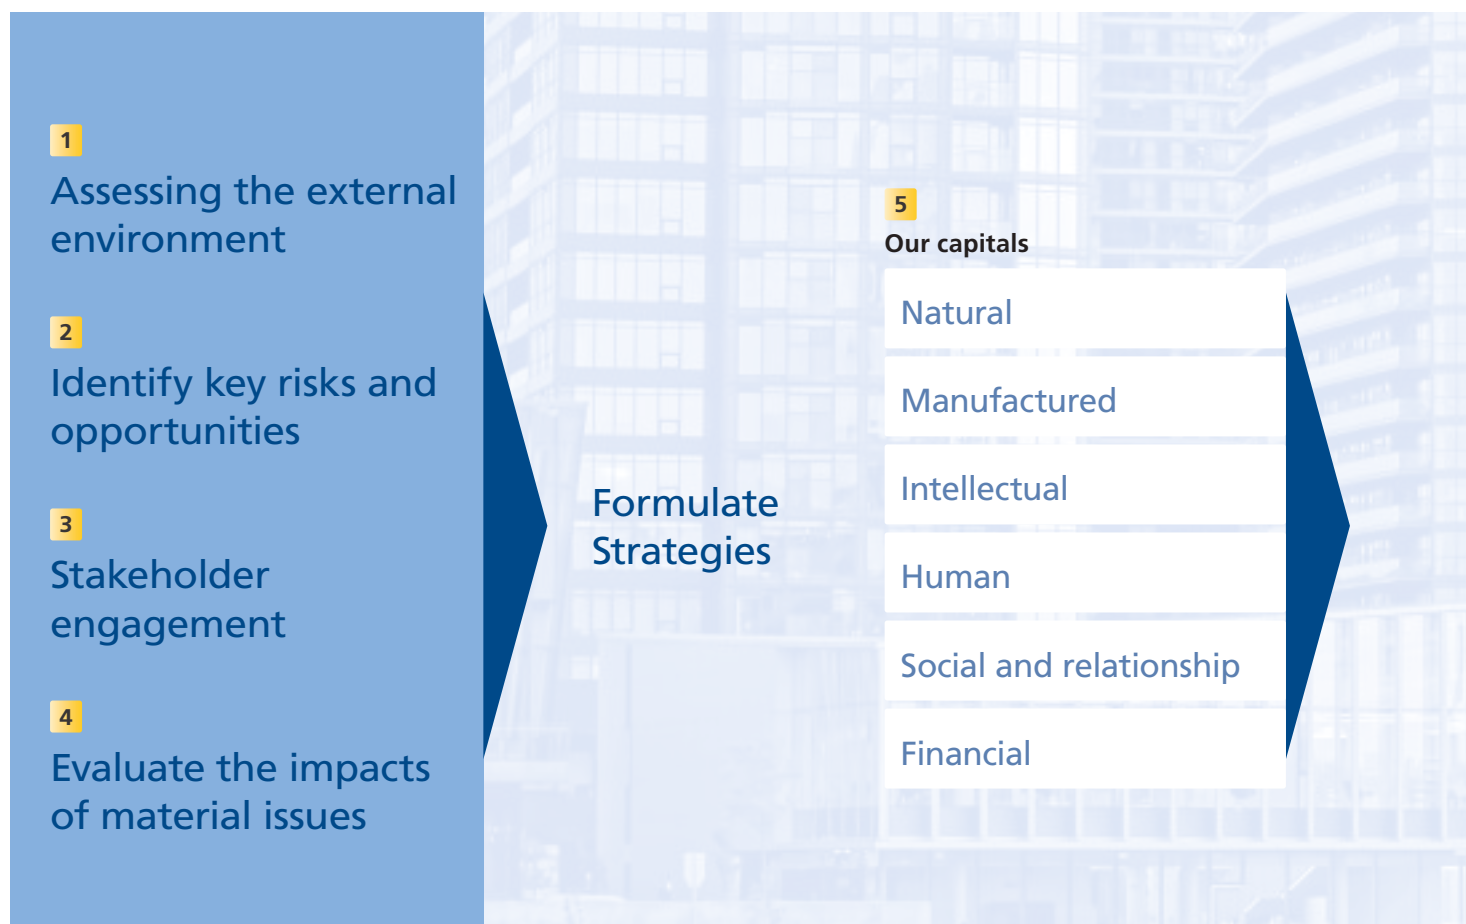 1
Assessing the external
environment
2
Identify key risks and
opportunities
3
Stakeholder
engagement
4
Evaluate the impacts
of material issues
Formulate
Strategies
5
Our capitals
Natural
Manufactured
Intellectual
Human
Social and relationship
Financial